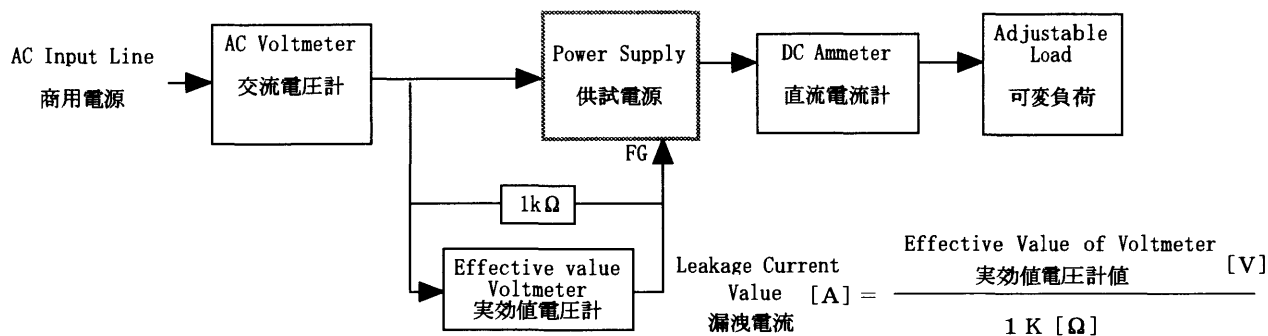 AC Input Line
商用電源
AC Voltmeter
交流電圧計
Power Supply
供試電源
DC Ammeter
直流電流計
Adjustable
Load
可変負荷
FG
1kΩ
Effective value
Voltmeter
実効値電圧計
Leakage Current
Value [A] =
漏洩電流
Effective Value of Voltmeter
実効値電圧計値 [V]
1 K [Ω]